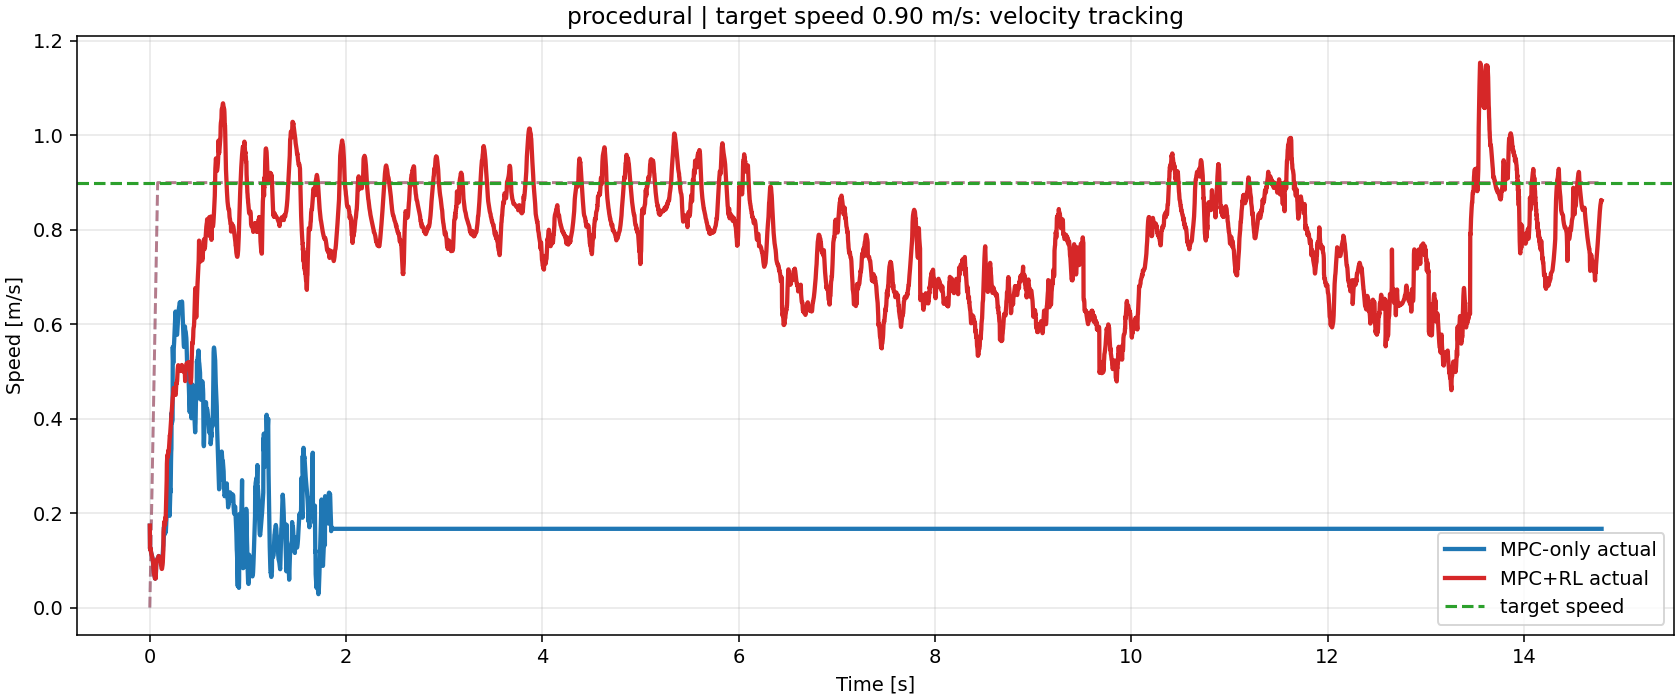 procedural | target speed 0.90 m/s: velocity tracking
Speed [m/s]
1.2
1.0
0.8
0.6
0.4
0.2
0.0
0
2
4
6
8
10
12
14
Time [s]
MPC-only actual
MPC+RL actual
target speed